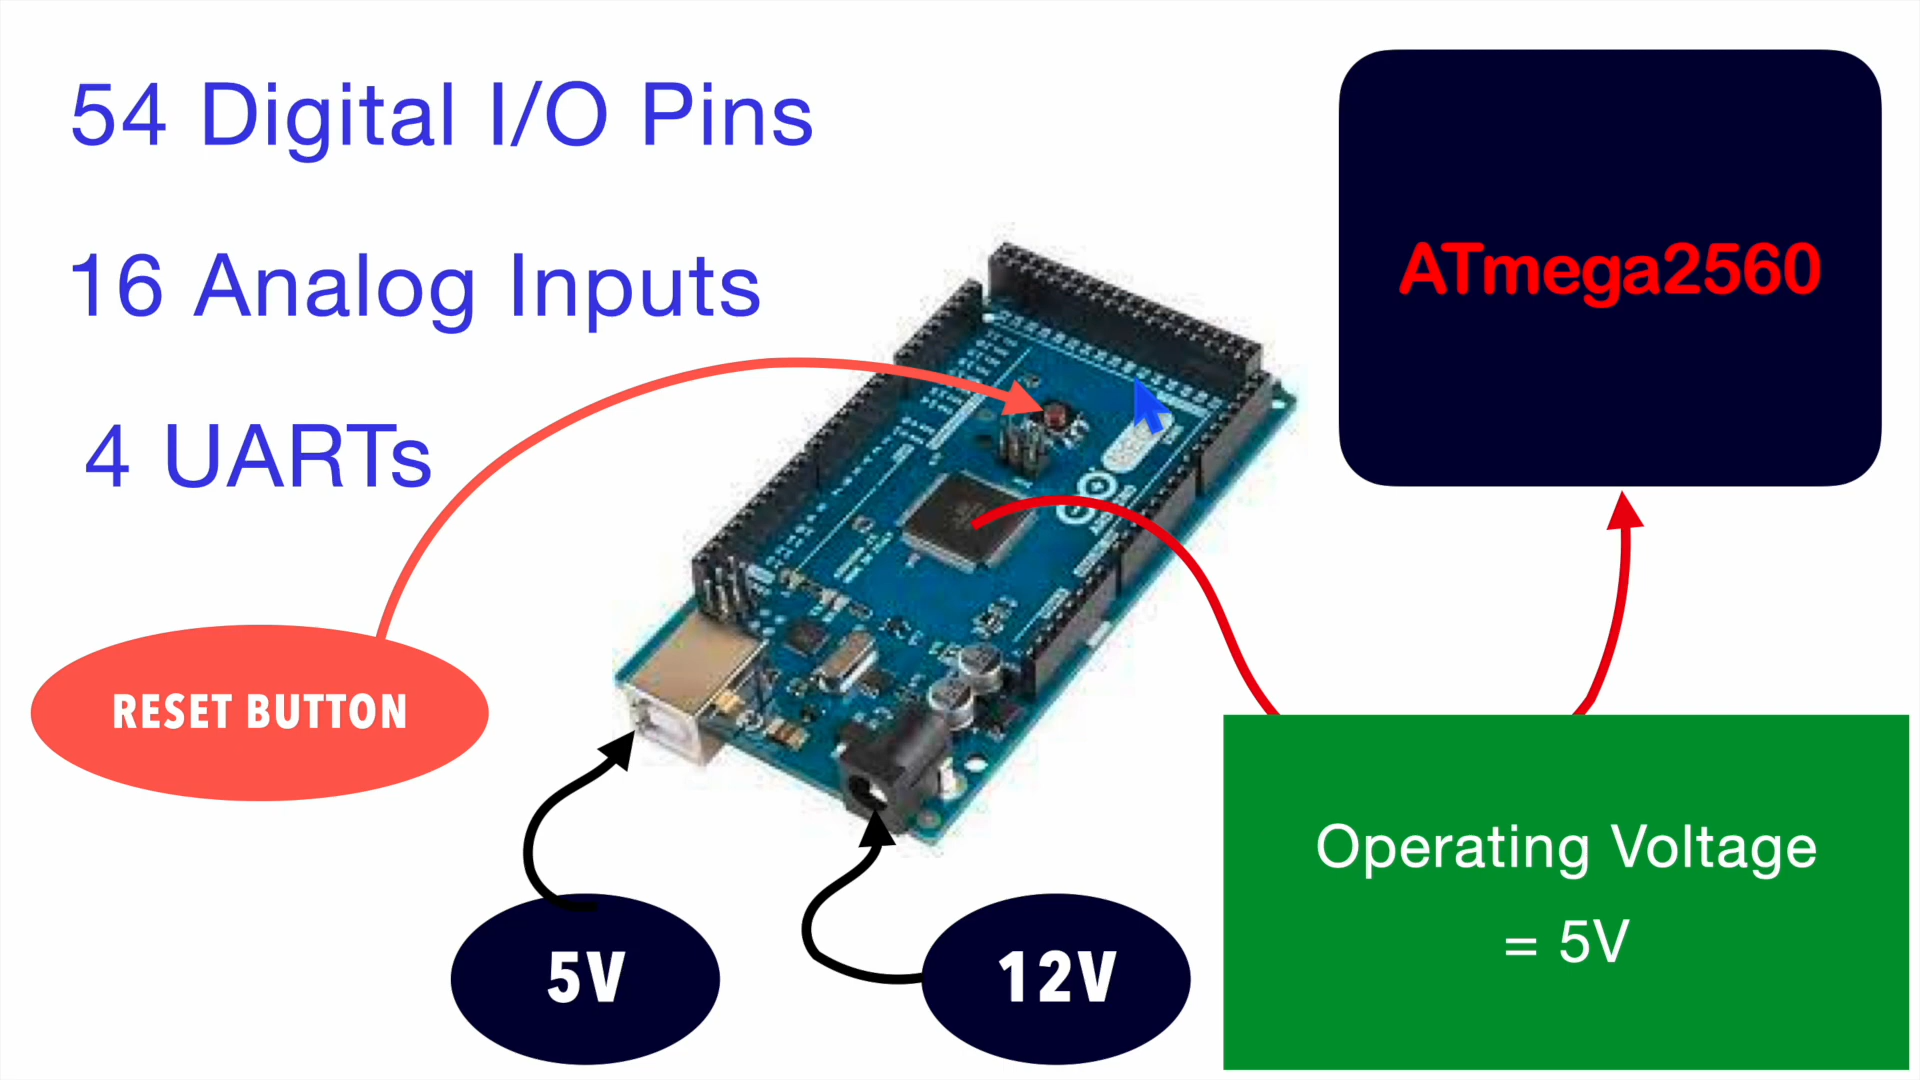 54 Digital I/O Pins
16 Analog Inputs
4 UARTs
ATmega2560
RESET BUTTON
5V
12V
Operating Voltage
= 5V